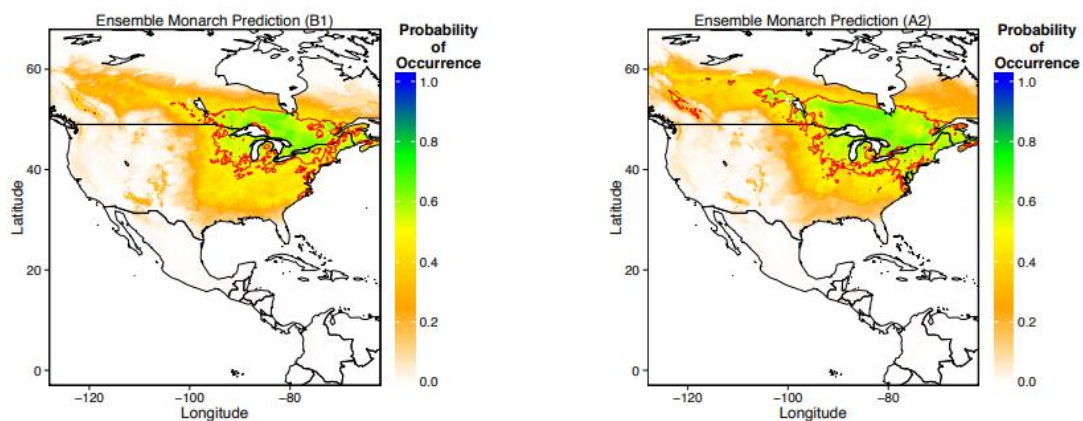 Ensemble Monarch Prediction (B1)
Probability
of
Occurrence
1.0
0.8
0.6
0.4
0.2
0.0
60
40
20
0
Latitude
−120
−100
−80
Longitude
Ensemble Monarch Prediction (A2)
Probability
of
Occurrence
1.0
0.8
0.6
0.4
0.2
0.0
60
40
20
0
Latitude
−120
−100
−80
Longitude